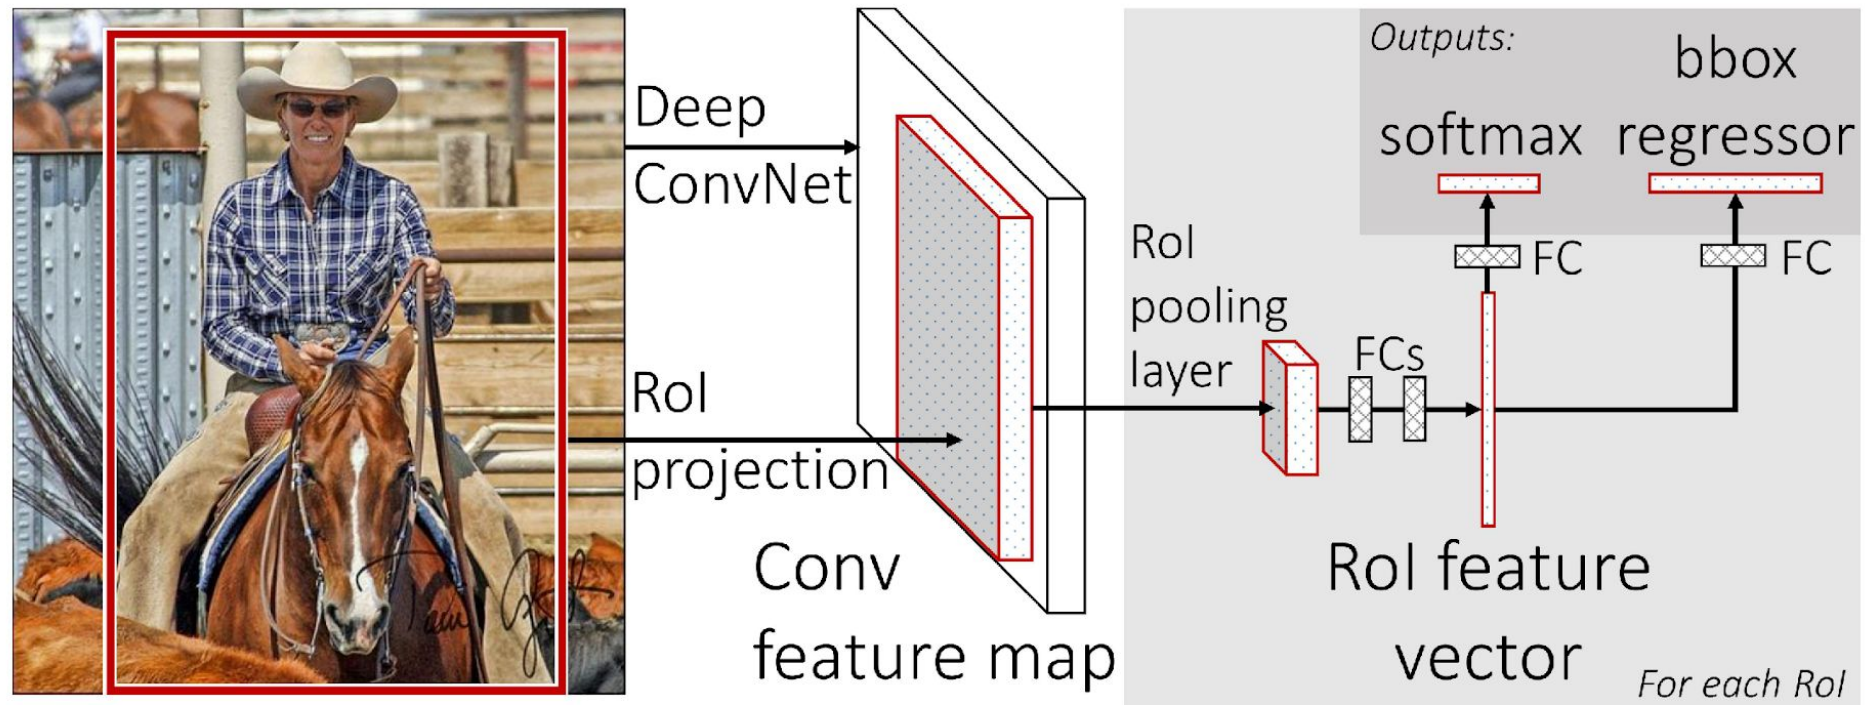 Deep
ConvNet
RoI
projection
Conv
feature map
RoI
pooling
layer
FCs
RoI feature
vector
For each RoI
Outputs:
softmax
FC
bbox
regressor
FC